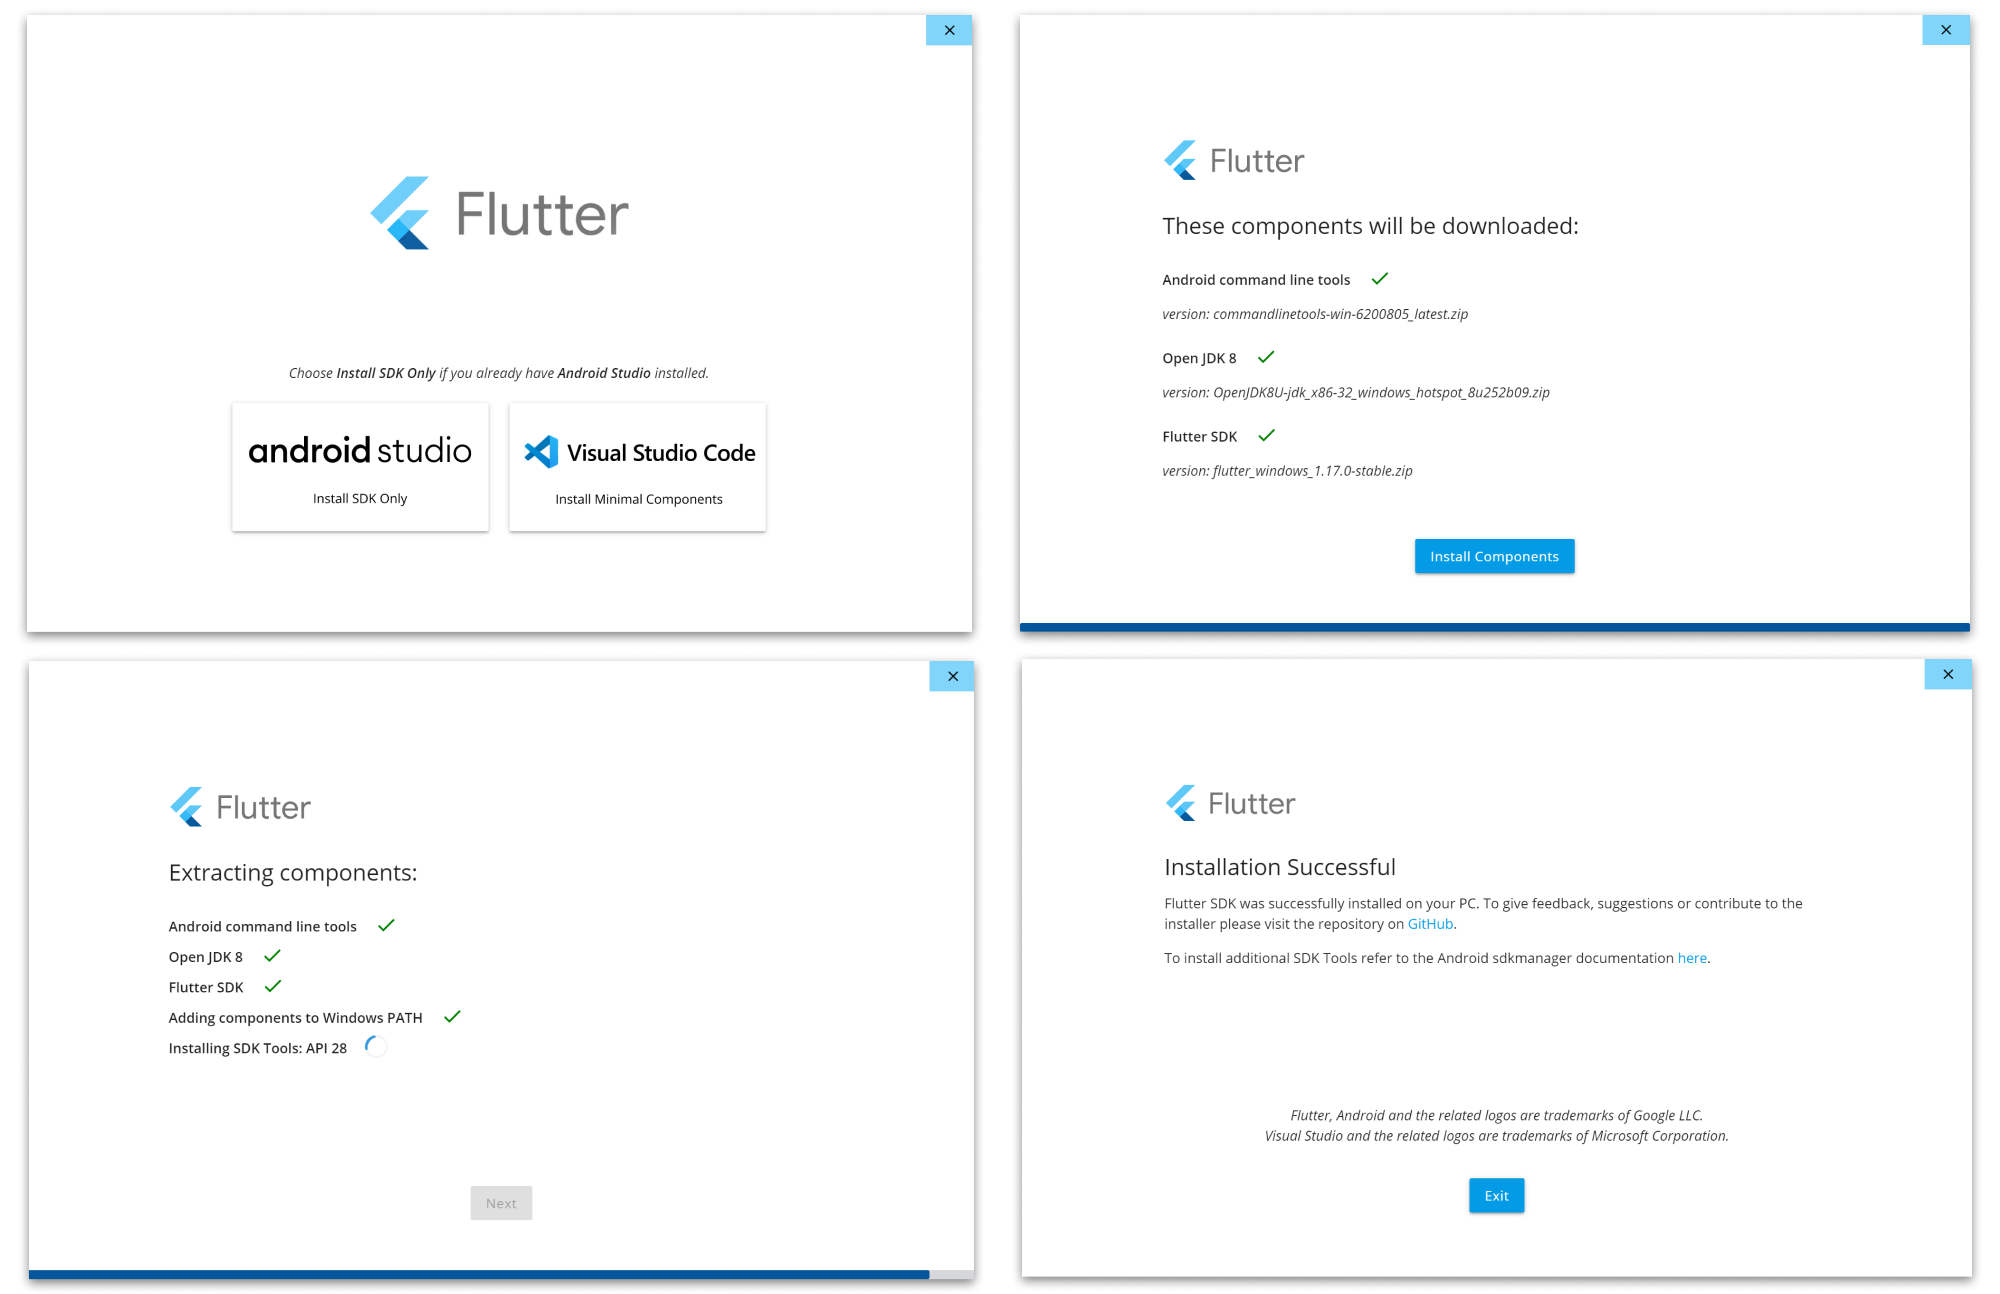 Flutter
Choose Install SDK Only if you already have Android Studio installed.
android studio
Install SDK Only
Visual Studio Code
Install Minimal Components
Flutter
These components will be downloaded:
Android command line tools
version: commandlinetools-win-6200805_latest.zip
Open JDK 8
version: OpenJDK8U-jdk_x86-32_windows_hotspot_8u252b09.zip
Flutter SDK
version: flutter_windows_1.17.0-stable.zip
Install Components
Flutter
Extracting components:
Android command line tools
Open JDK 8
Flutter SDK
Adding components to Windows PATH
Installing SDK Tools: API 28
Next
Flutter
Installation Successful
Flutter SDK was successfully installed on your PC. To give feedback, suggestions or contribute to the
installer please visit the repository on GitHub.
To install additional SDK Tools refer to the Android sdkmanager documentation here.
Flutter, Android and the related logos are trademarks of Google LLC.
Visual Studio and the related logos are trademarks of Microsoft Corporation.
Exit